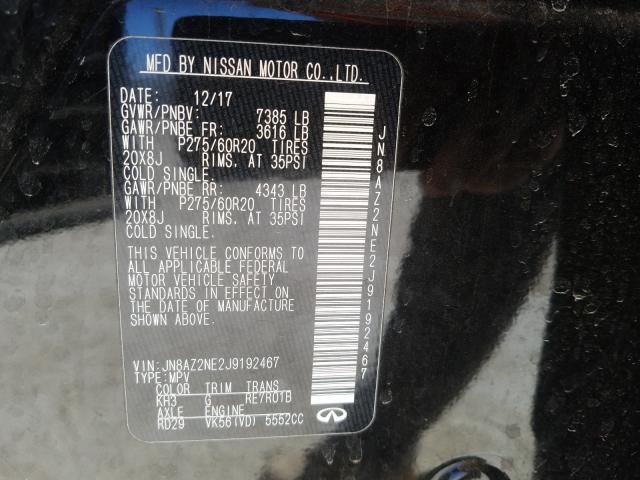 MFD BY NISSAN MOTOR CO.,LTD.
DATE: 12/17
GVWR/PNBV: 7385 LB
GAWR/PNBE FR: 3616 LB
WITH P275/60R20 TIRES
20X8J RIMS. AT 35PSI
COLD SINGLE.
GAWR/PNBE RR: 4343 LB
WITH P275/60R20 TIRES
20X8J RIMS. AT 35PSI
COLD SINGLE.
THIS VEHICLE CONFORMS TO
ALL APPLICABLE FEDERAL
MOTOR VEHICLE SAFETY
STANDARDS IN EFFECT ON
THE DATE OF MANUFACTURE
SHOWN ABOVE.
VIN: JN8AZ2NE2J9192467
TYPE: MPV
COLOR TRIM TRANS
KH3 G RE7R01B
AXLE ENGINE
RD29 VK56(VD) 5552CC
JN8AZ2NE2J9192467